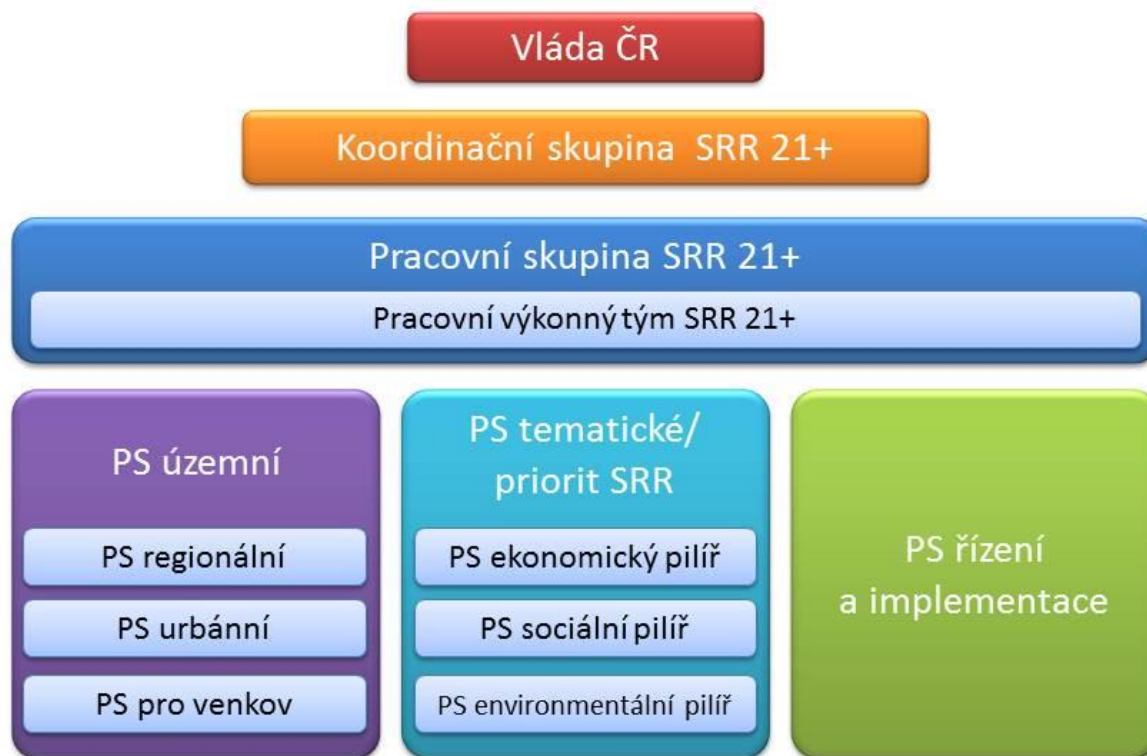 Vláda ČR
Koordinační skupina SRR 21+
Pracovní skupina SRR 21+
Pracovní výkonný tým SRR 21+
PS územní
PS regionální
PS urbánní
PS pro venkov
PS tematické/
priorit SRR
PS ekonomický pilíř
PS sociální pilíř
PS environmentální pilíř
PS řízení
a implementace